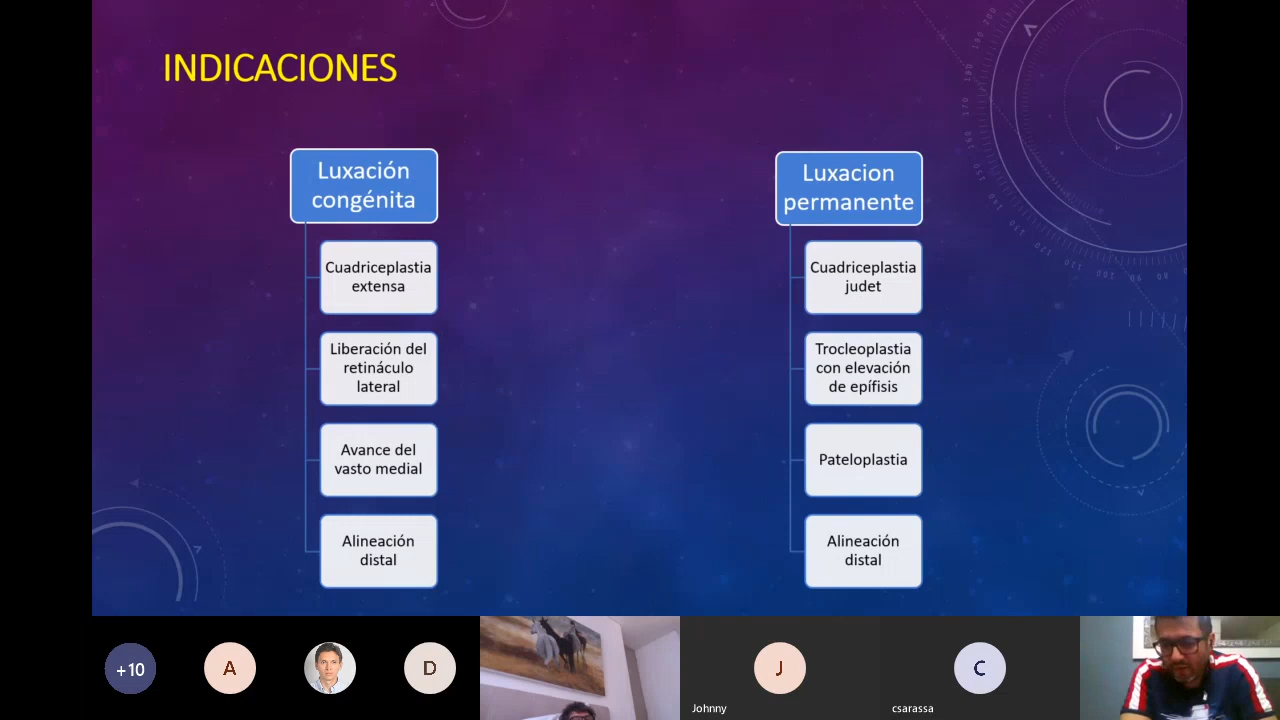 INDICACIONES
Luxación
congénita
Cuadriceplastia
extensa
Liberación del
retináculo
lateral
Avance del
vasto medial
Alineación
distal
Luxacion
permanente
Cuadriceplastia
judet
Trocleoplastia
con elevación
de epífisis
Pateloplastia
Alineación
distal
+10
A
D
J
Johnny
C
csarassa